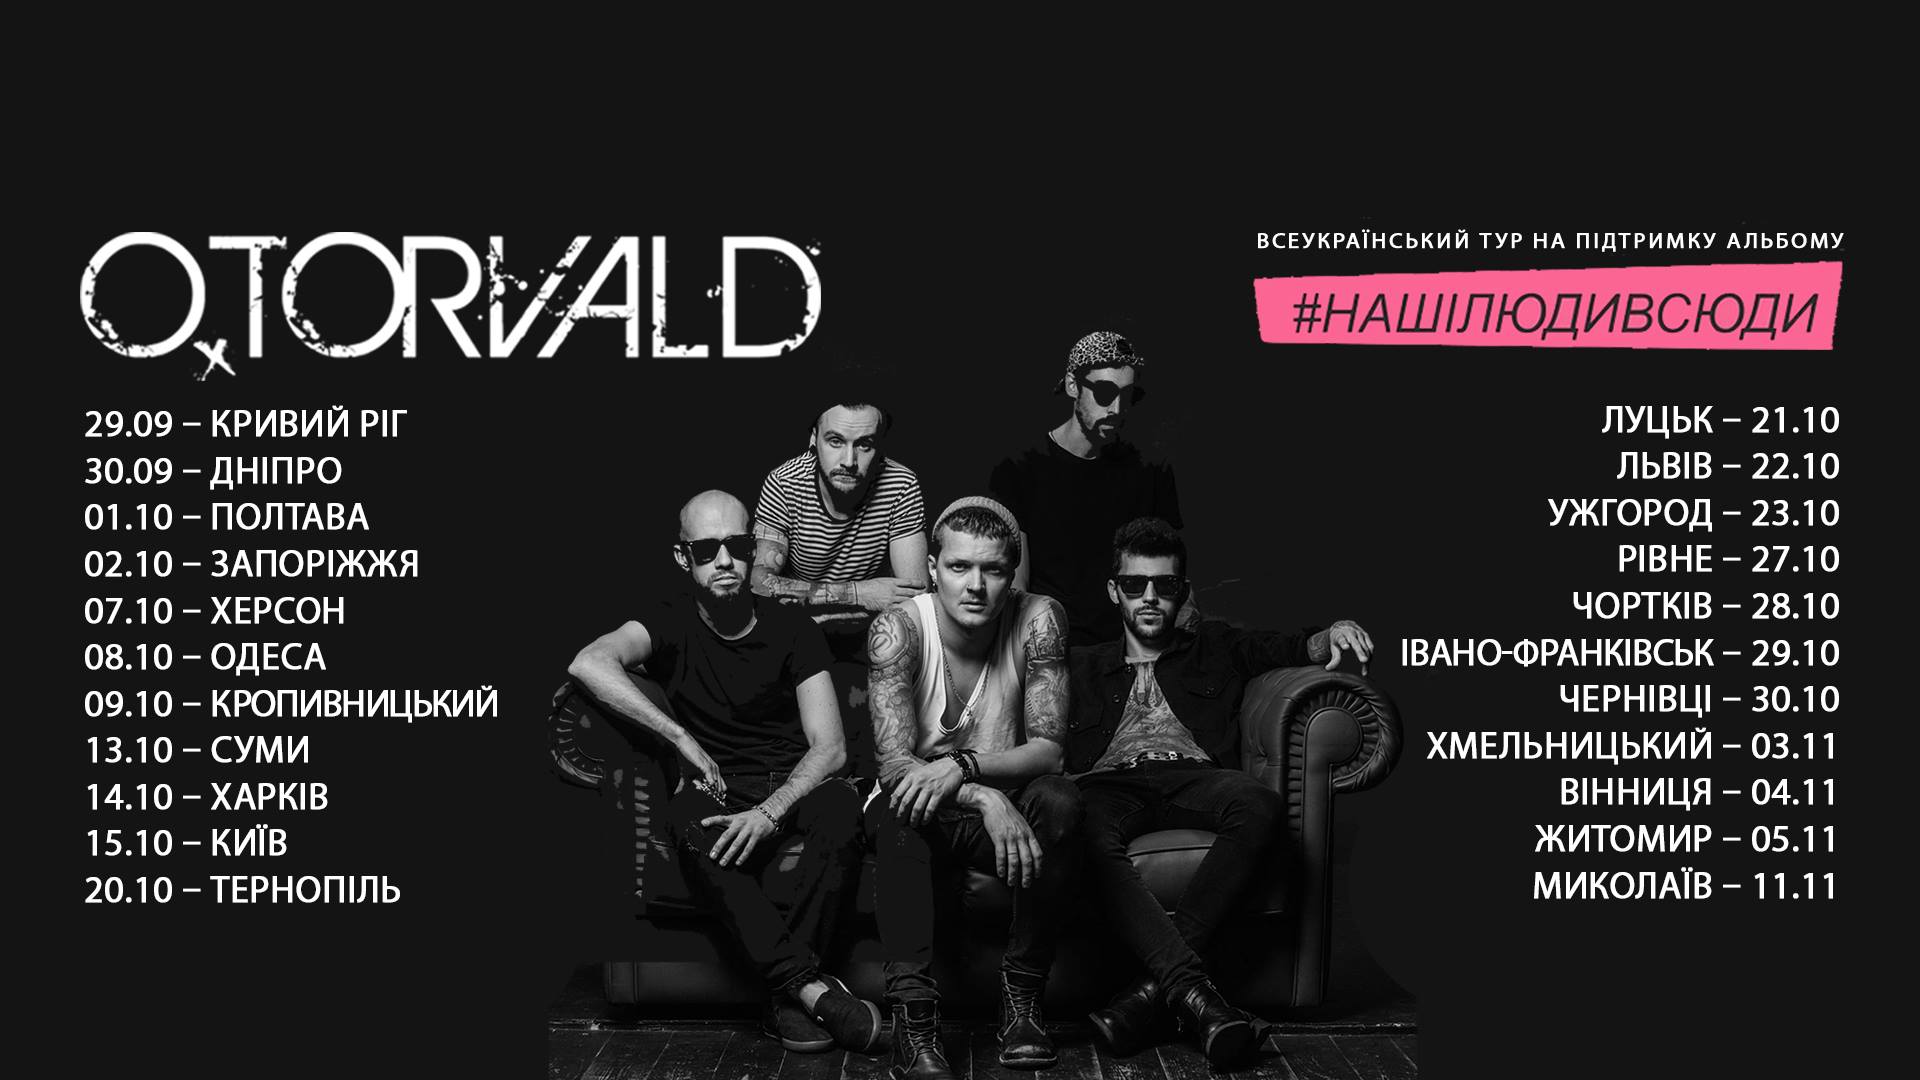 O.TORVALD
29.09 – КРИВИЙ РІГ
30.09 – ДНІПРО
01.10 – ПОЛТАВА
02.10 – ЗАПОРІЖЖЯ
07.10 – ХЕРСОН
08.10 – ОДЕСА
09.10 – КРОПИВНИЦЬКИЙ
13.10 – СУМИ
14.10 – ХАРКІВ
15.10 – КИЇВ
20.10 – ТЕРНОПІЛЬ
ВСЕУКРАЇНСЬКИЙ ТУР НА ПІДТРИМКУ АЛЬБОМУ
#НАШІЛЮДИВСЮДИ
ЛУЦЬК – 21.10
ЛЬВІВ – 22.10
УЖГОРОД – 23.10
РІВНЕ – 27.10
ЧОРТКІВ – 28.10
ІВАНО-ФРАНКІВСЬК – 29.10
ЧЕРНІВЦІ – 30.10
ХМЕЛЬНИЦЬКИЙ – 03.11
ВІННИЦЯ – 04.11
ЖИТОМИР – 05.11
МИКОЛАЇВ – 11.11